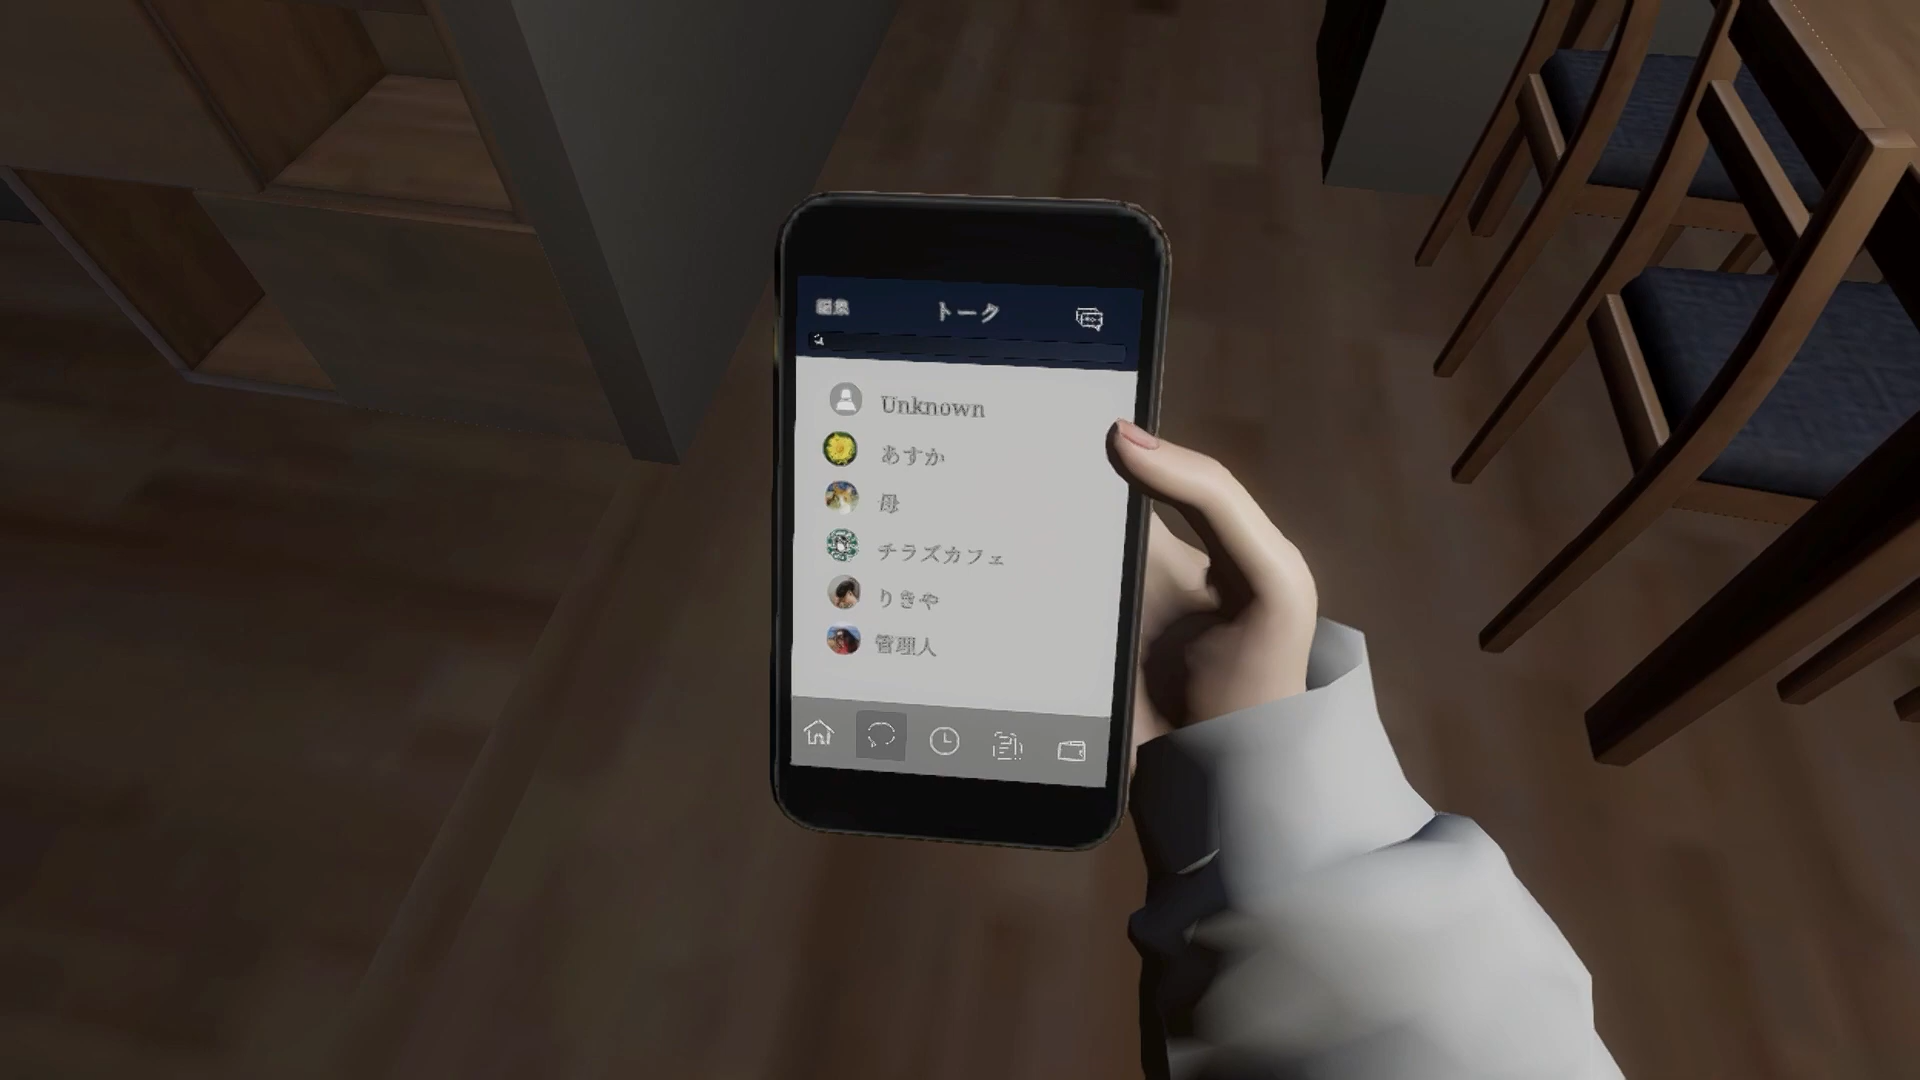 編集
トーク
Unknown
あすか
母
チラズカフェ
りきや
管理人